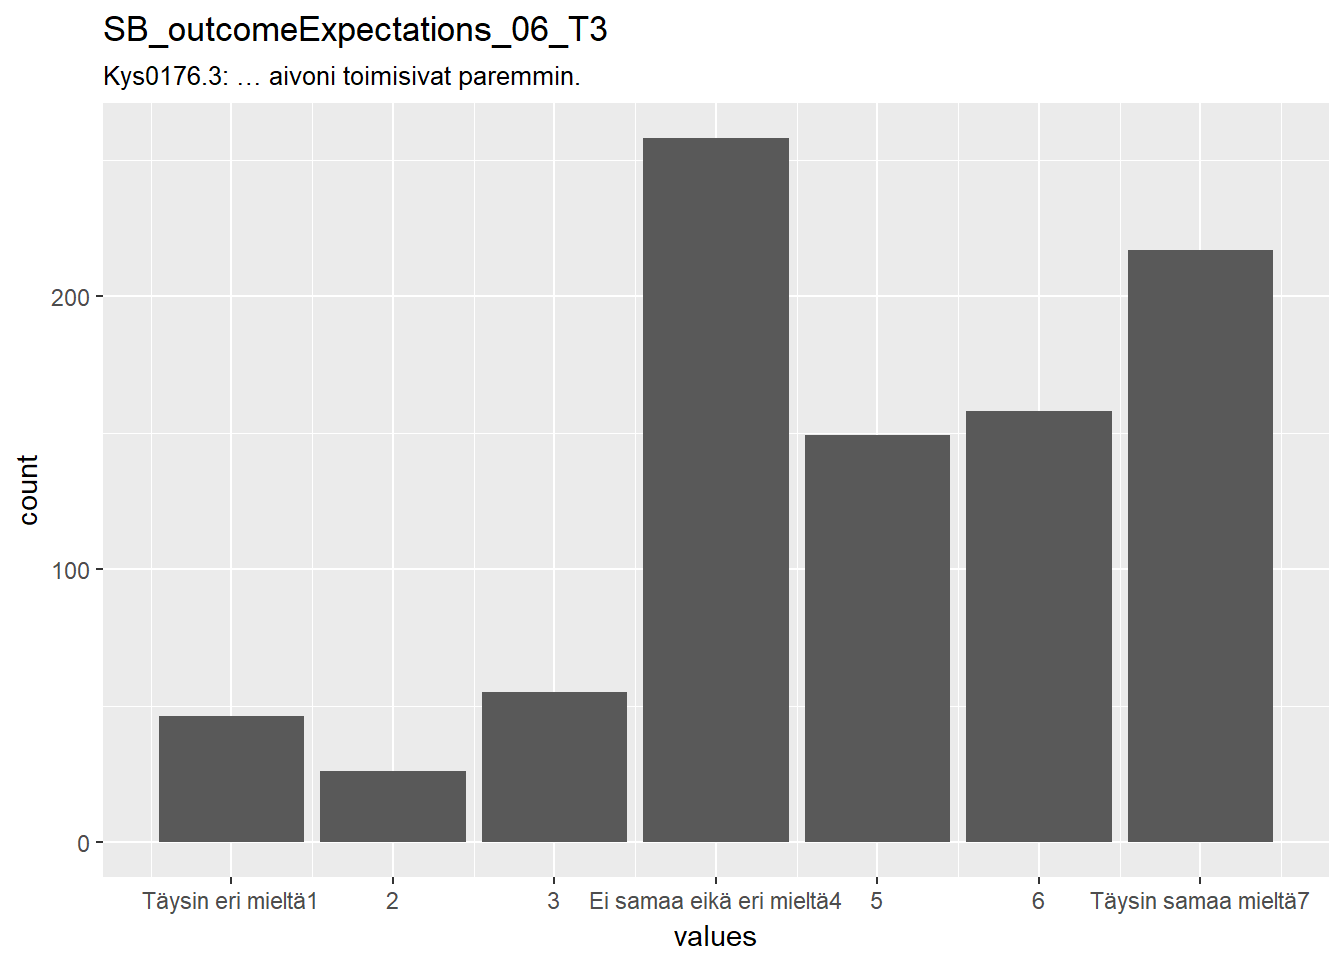 SB_outcomeExpectations_06_T3
Kys0176.3: … aivoni toimisivat paremmin.
count
200
100
0
Täysin eri mieltä1 2 3 Ei samaa eikä eri mieltä4 5 6 Täysin samaa mieltä7
values